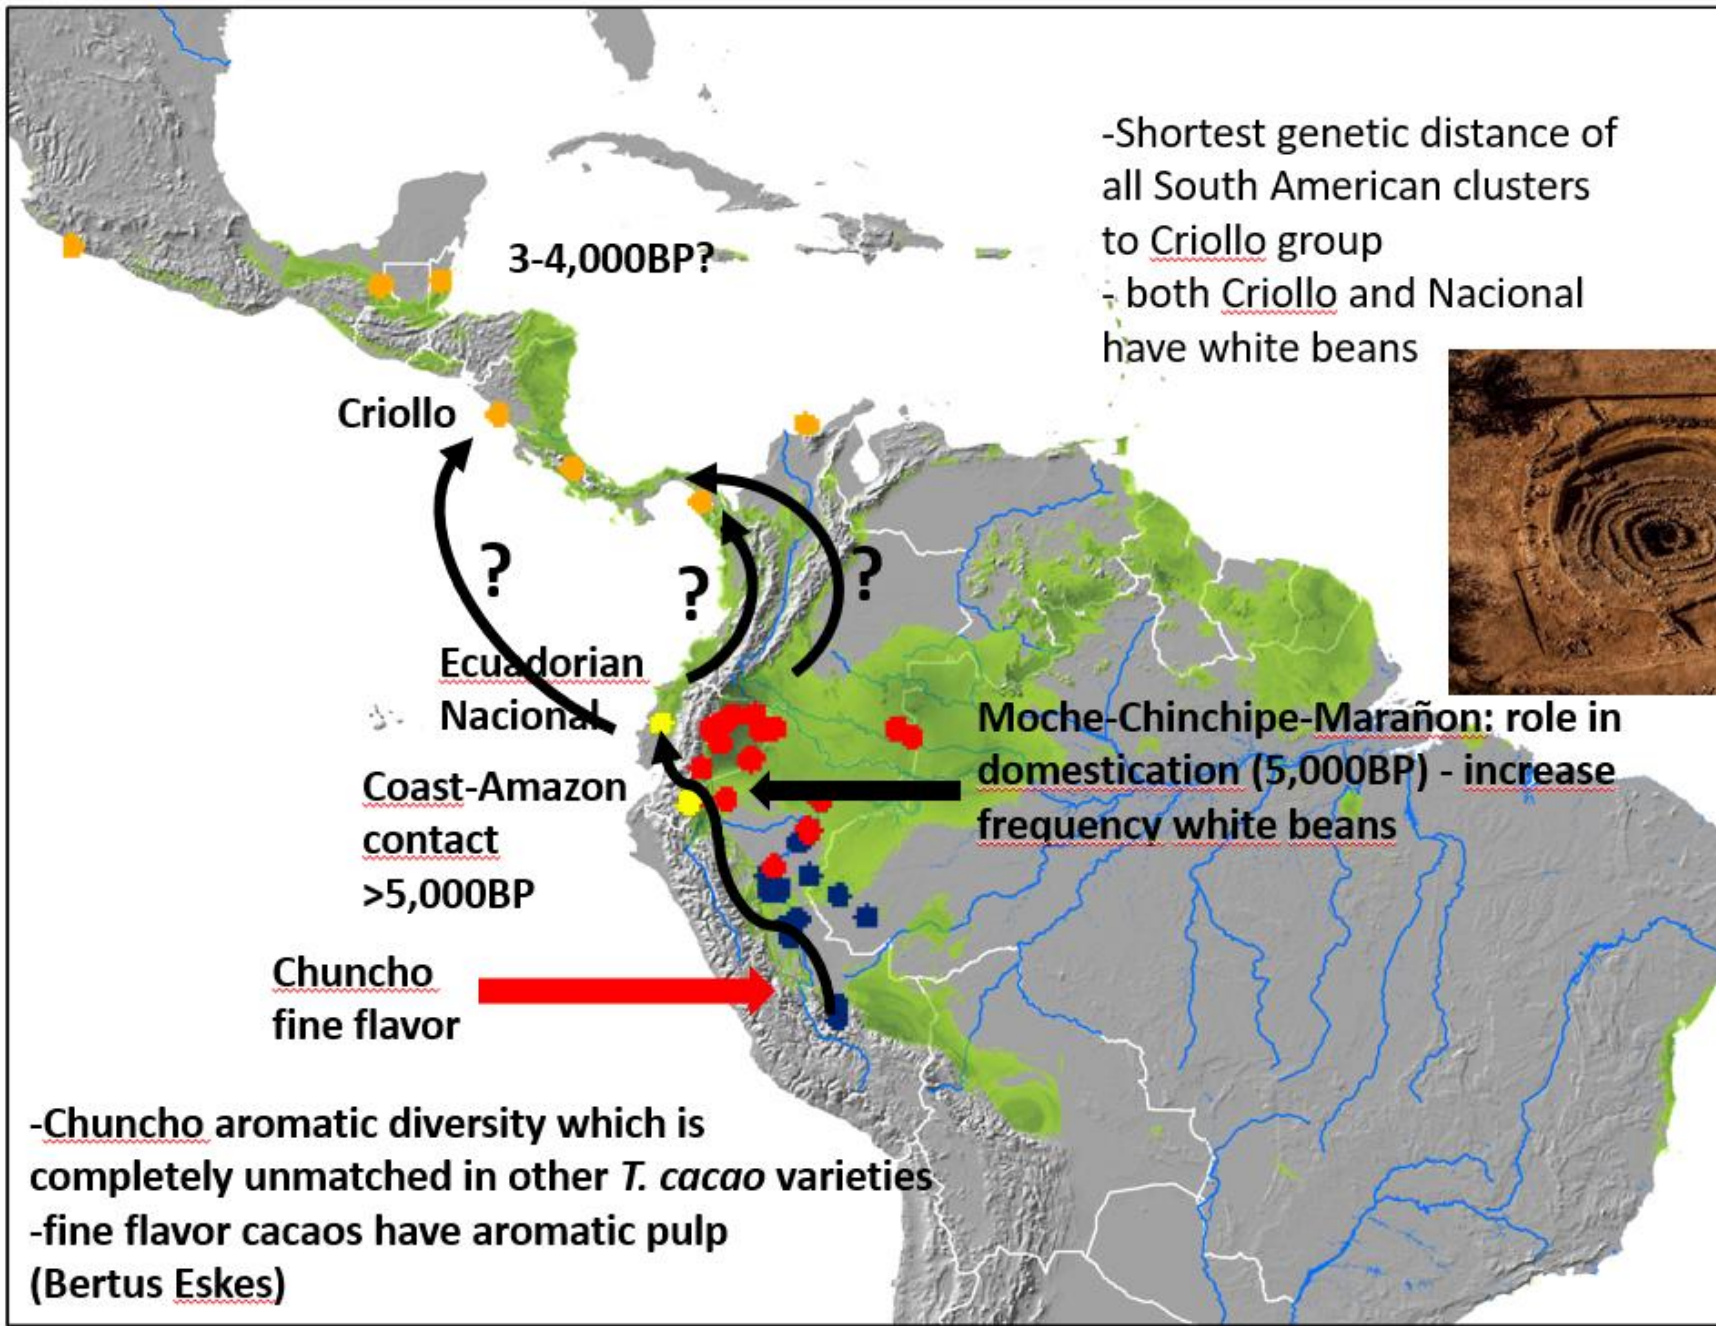 -Shortest genetic distance of
all South American clusters
to Criollo group
- both Criollo and Nacional
have white beans
3-4,000BP?
Criollo
?
?
?
Ecuadorian
Nacional
Moche-Chinchipe-Marañon: role in
domestication (5,000BP) - increase
frequency white beans
Coast-Amazon
contact
>5,000BP
Chuncho
fine flavor
-Chuncho aromatic diversity which is
completely unmatched in other T. cacao varieties
-fine flavor cacaos have aromatic pulp
(Bertus Eskes)